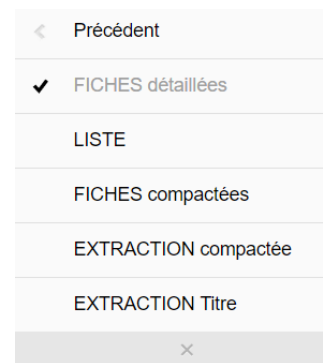 Précédent
FICHES détaillées
LISTE
FICHES compactées
EXTRACTION compactée
EXTRACTION Titre